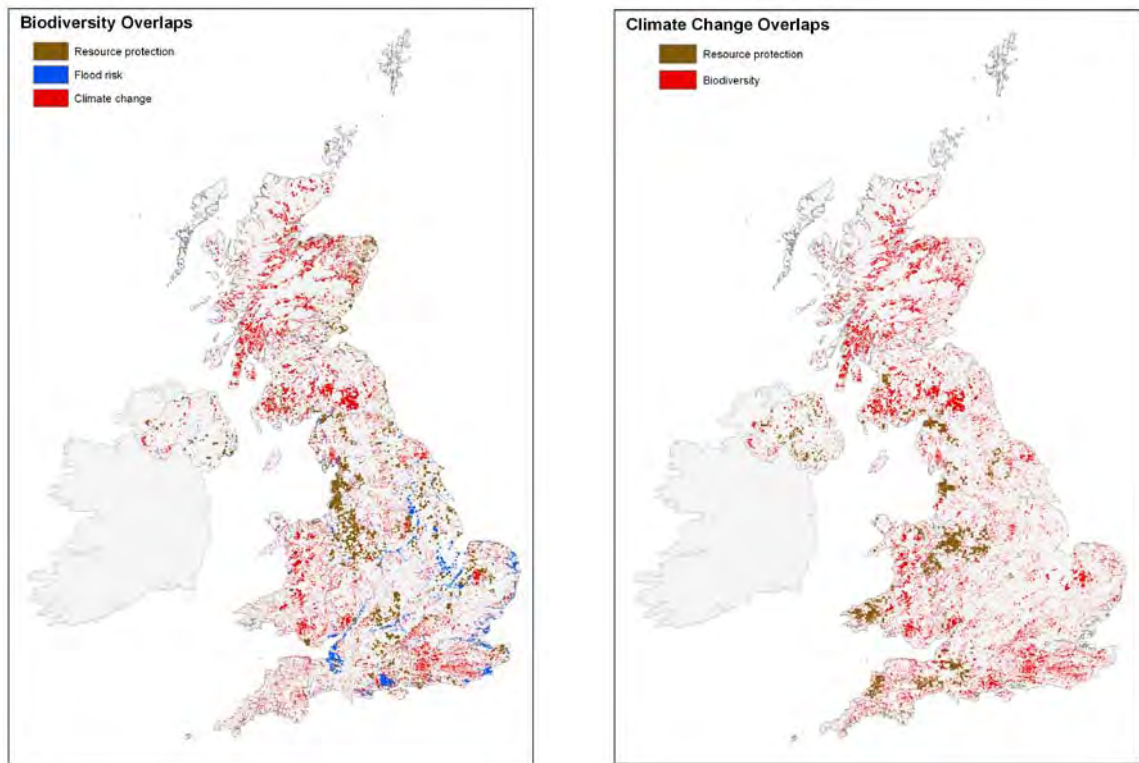 Biodiversity Overlaps
Resource protection
Flood risk
Climate change
Climate Change Overlaps
Resource protection
Biodiversity